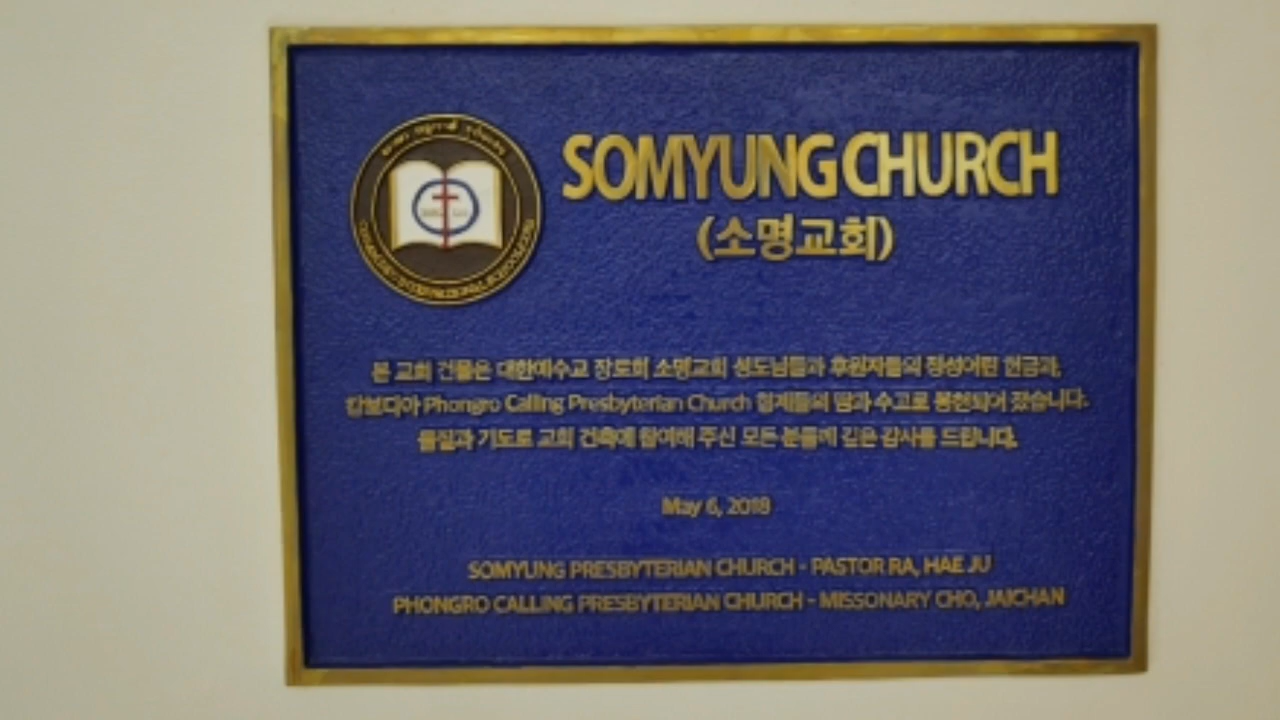 SOMYUNG CHURCH
(소명교회)
본 교회 건물은 대한예수교 장로회 소명교회 성도님들과 후원자들의 정성어린 헌금과,
캄보디아 Phongro Calling Presbyterian Church 형제들의 땀과 수고로 봉헌되어 졌습니다.
물질과 기도로 교회 건축에 참여해 주신 모든 분들께 깊은 감사를 드립니다.
May 6, 2018
SOMYUNG PRESBYTERIAN CHURCH - PASTOR RA, HAE JU
PHONGRO CALLING PRESBYTERIAN CHURCH - MISSONARY CHO, JAICHAN